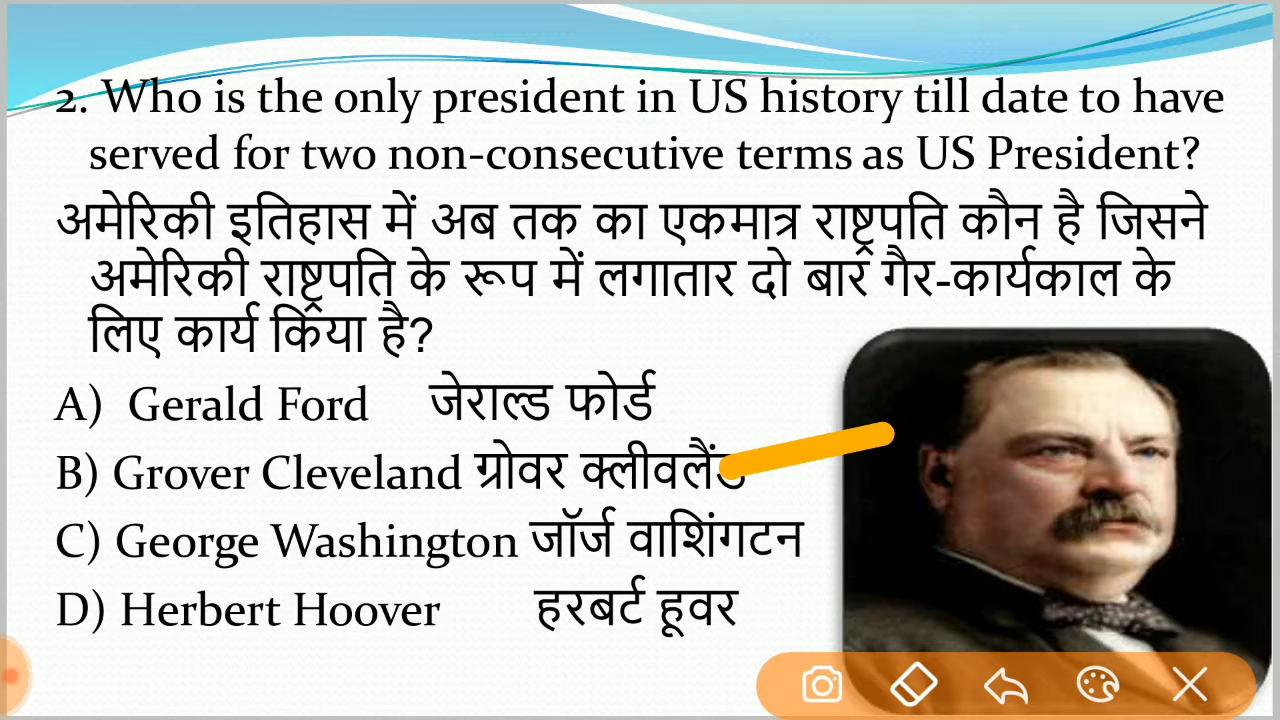 2. Who is the only president in US history till date to have
served for two non-consecutive terms as US President?
अमेरिकी इतिहास में अब तक का एकमात्र राष्ट्रपति कौन है जिसने
अमेरिकी राष्ट्रपति के रूप में लगातार दो बार गैर-कार्यकाल के
लिए कार्य किया है?
A) Gerald Ford जेराल्ड फोर्ड
B) Grover Cleveland ग्रोवर क्लीवलैंड
C) George Washington जॉर्ज वाशिंगटन
D) Herbert Hoover हरबर्ट हूवर